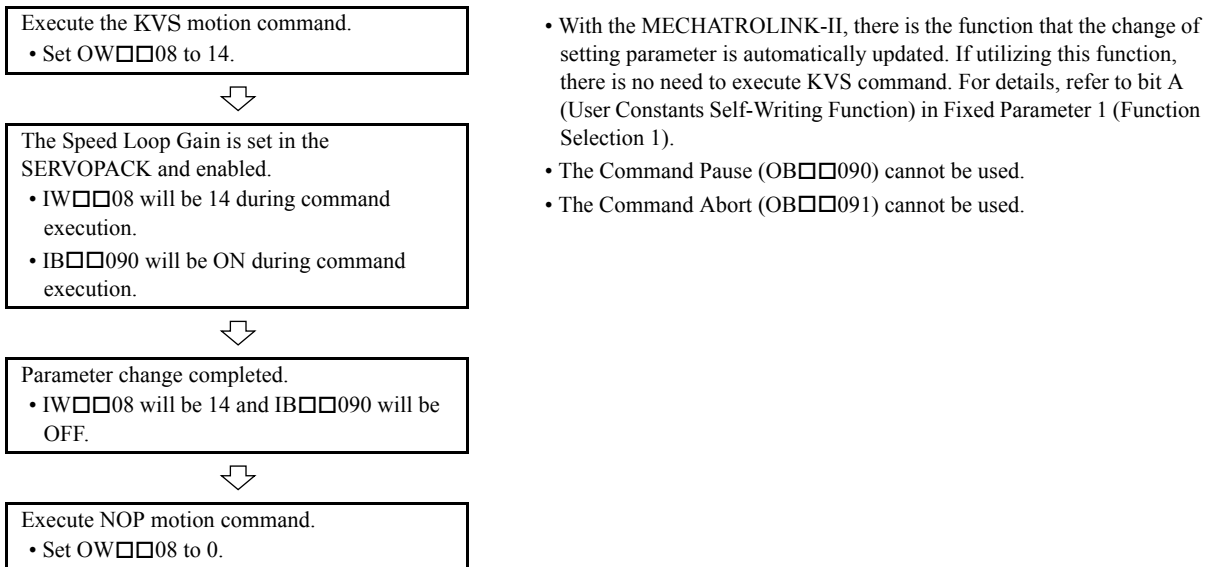 Execute the KVS motion command.
• Set OW□□08 to 14.
The Speed Loop Gain is set in the
SERVOPACK and enabled.
• IW□□08 will be 14 during command
execution.
• IB□□090 will be ON during command
execution.
Parameter change completed.
• IW□□08 will be 14 and IB□□090 will be
OFF.
Execute NOP motion command.
• Set OW□□08 to 0.
• With the MECHATROLINK-II, there is the function that the change of
setting parameter is automatically updated. If utilizing this function,
there is no need to execute KVS command. For details, refer to bit A
(User Constants Self-Writing Function) in Fixed Parameter 1 (Function
Selection 1).
• The Command Pause (OB□□090) cannot be used.
• The Command Abort (OB□□091) cannot be used.